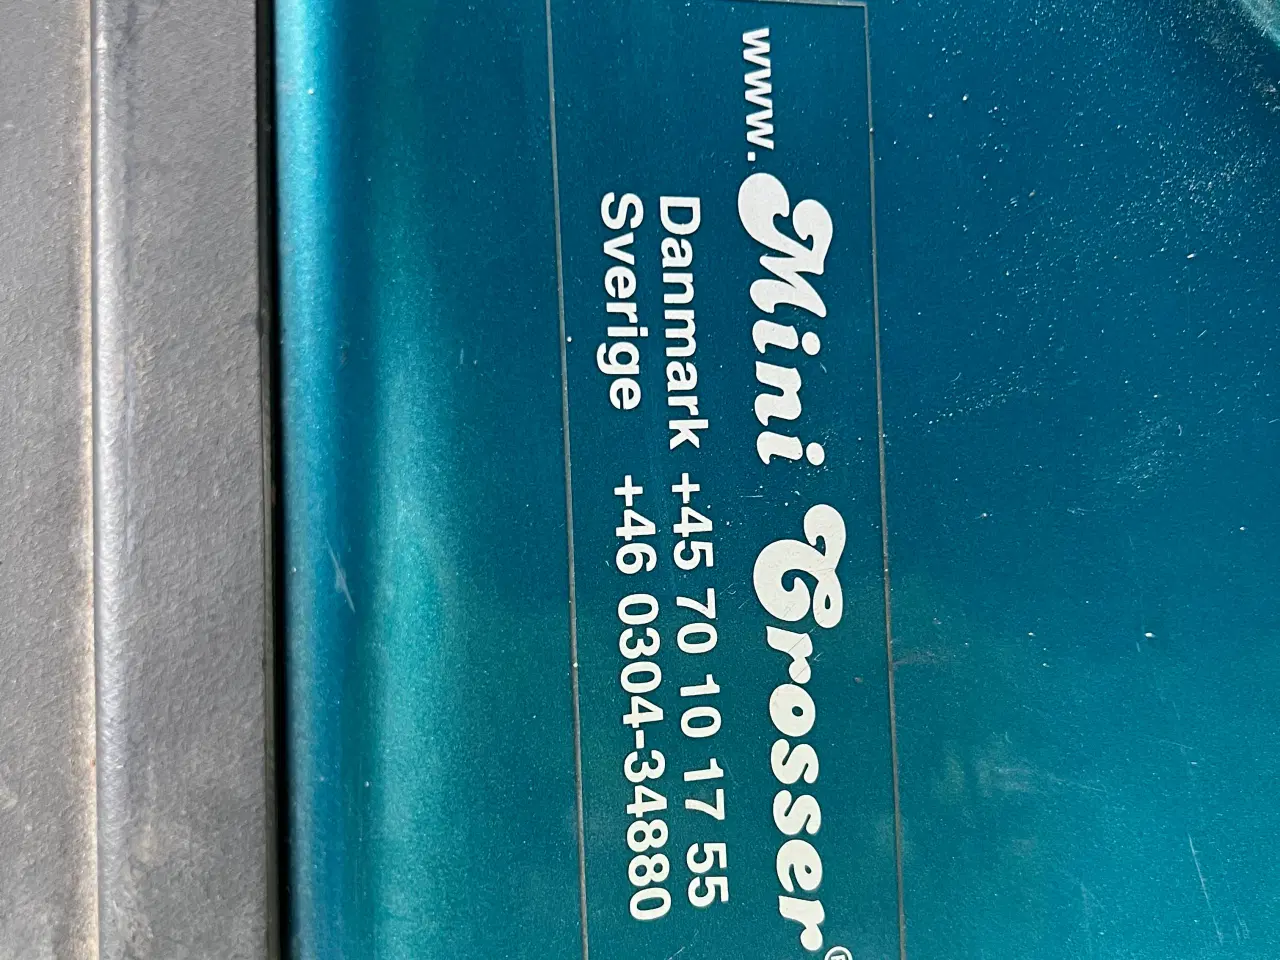 www.Mini Crosser®
Danmark +45 70 10 17 55
Sverige +46 0304-34880